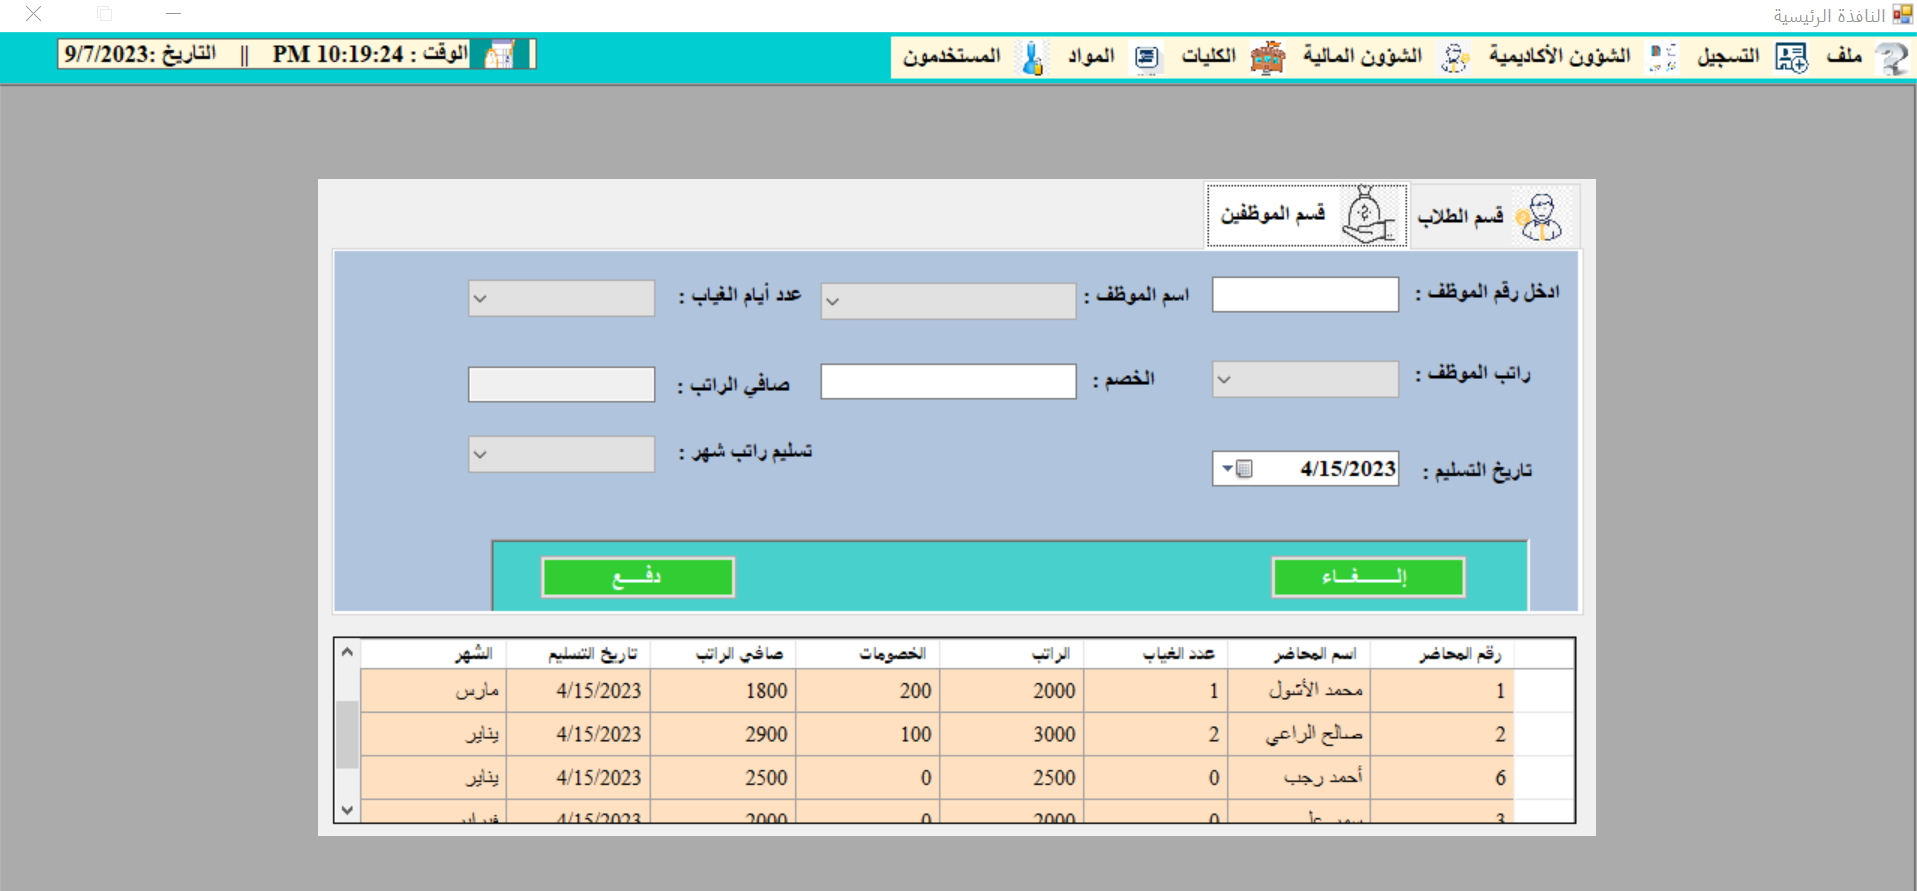 النافذة الرئيسية
ملف التسجيل الشؤون الأكاديمية الشؤون المالية الكليات المواد المستخدمون
الوقت : 10:19:24 PM || التاريخ :9/7/2023
قسم الطلاب قسم الموظفين
ادخل رقم الموظف : اسم الموظف : عدد أيام الغياب :
راتب الموظف : الخصم : صافي الراتب :
تاريخ التسليم : 4/15/2023 تسليم راتب شهر :
إلــــغــاء دفــــع
رقم المحاضر اسم المحاضر عدد الغياب الراتب الخصومات صافي الراتب تاريخ التسليم الشهر
1 محمد الأشول 1 2000 200 1800 4/15/2023 مارس
2 صالح الراعي 2 3000 100 2900 4/15/2023 يناير
6 أحمد رجب 0 2500 0 2500 4/15/2023 يناير
3 0 2000 0 2000 4/15/2023 فبراير